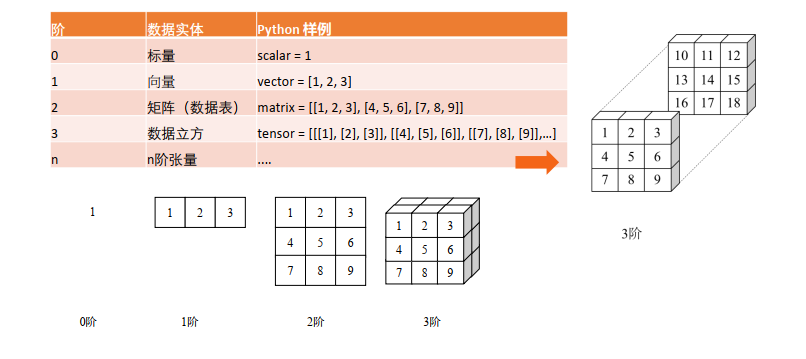 阶 数据实体 Python 样例
0 标量 scalar = 1
1 向量 vector = [1, 2, 3]
2 矩阵（数据表） matrix = [[1, 2, 3], [4, 5, 6], [7, 8, 9]]
3 数据立方 tensor = [[[1], [2], [3]], [[4], [5], [6]], [[7], [8], [9]],…]
n n阶张量 ....
10 11 12
13 14 15
16 17 18
1 2 3
4 5 6
7 8 9
3阶
1
1 2 3
1 2 3
4 5 6
7 8 9
1 2 3
4 5 6
7 8 9
0阶 1阶 2阶 3阶